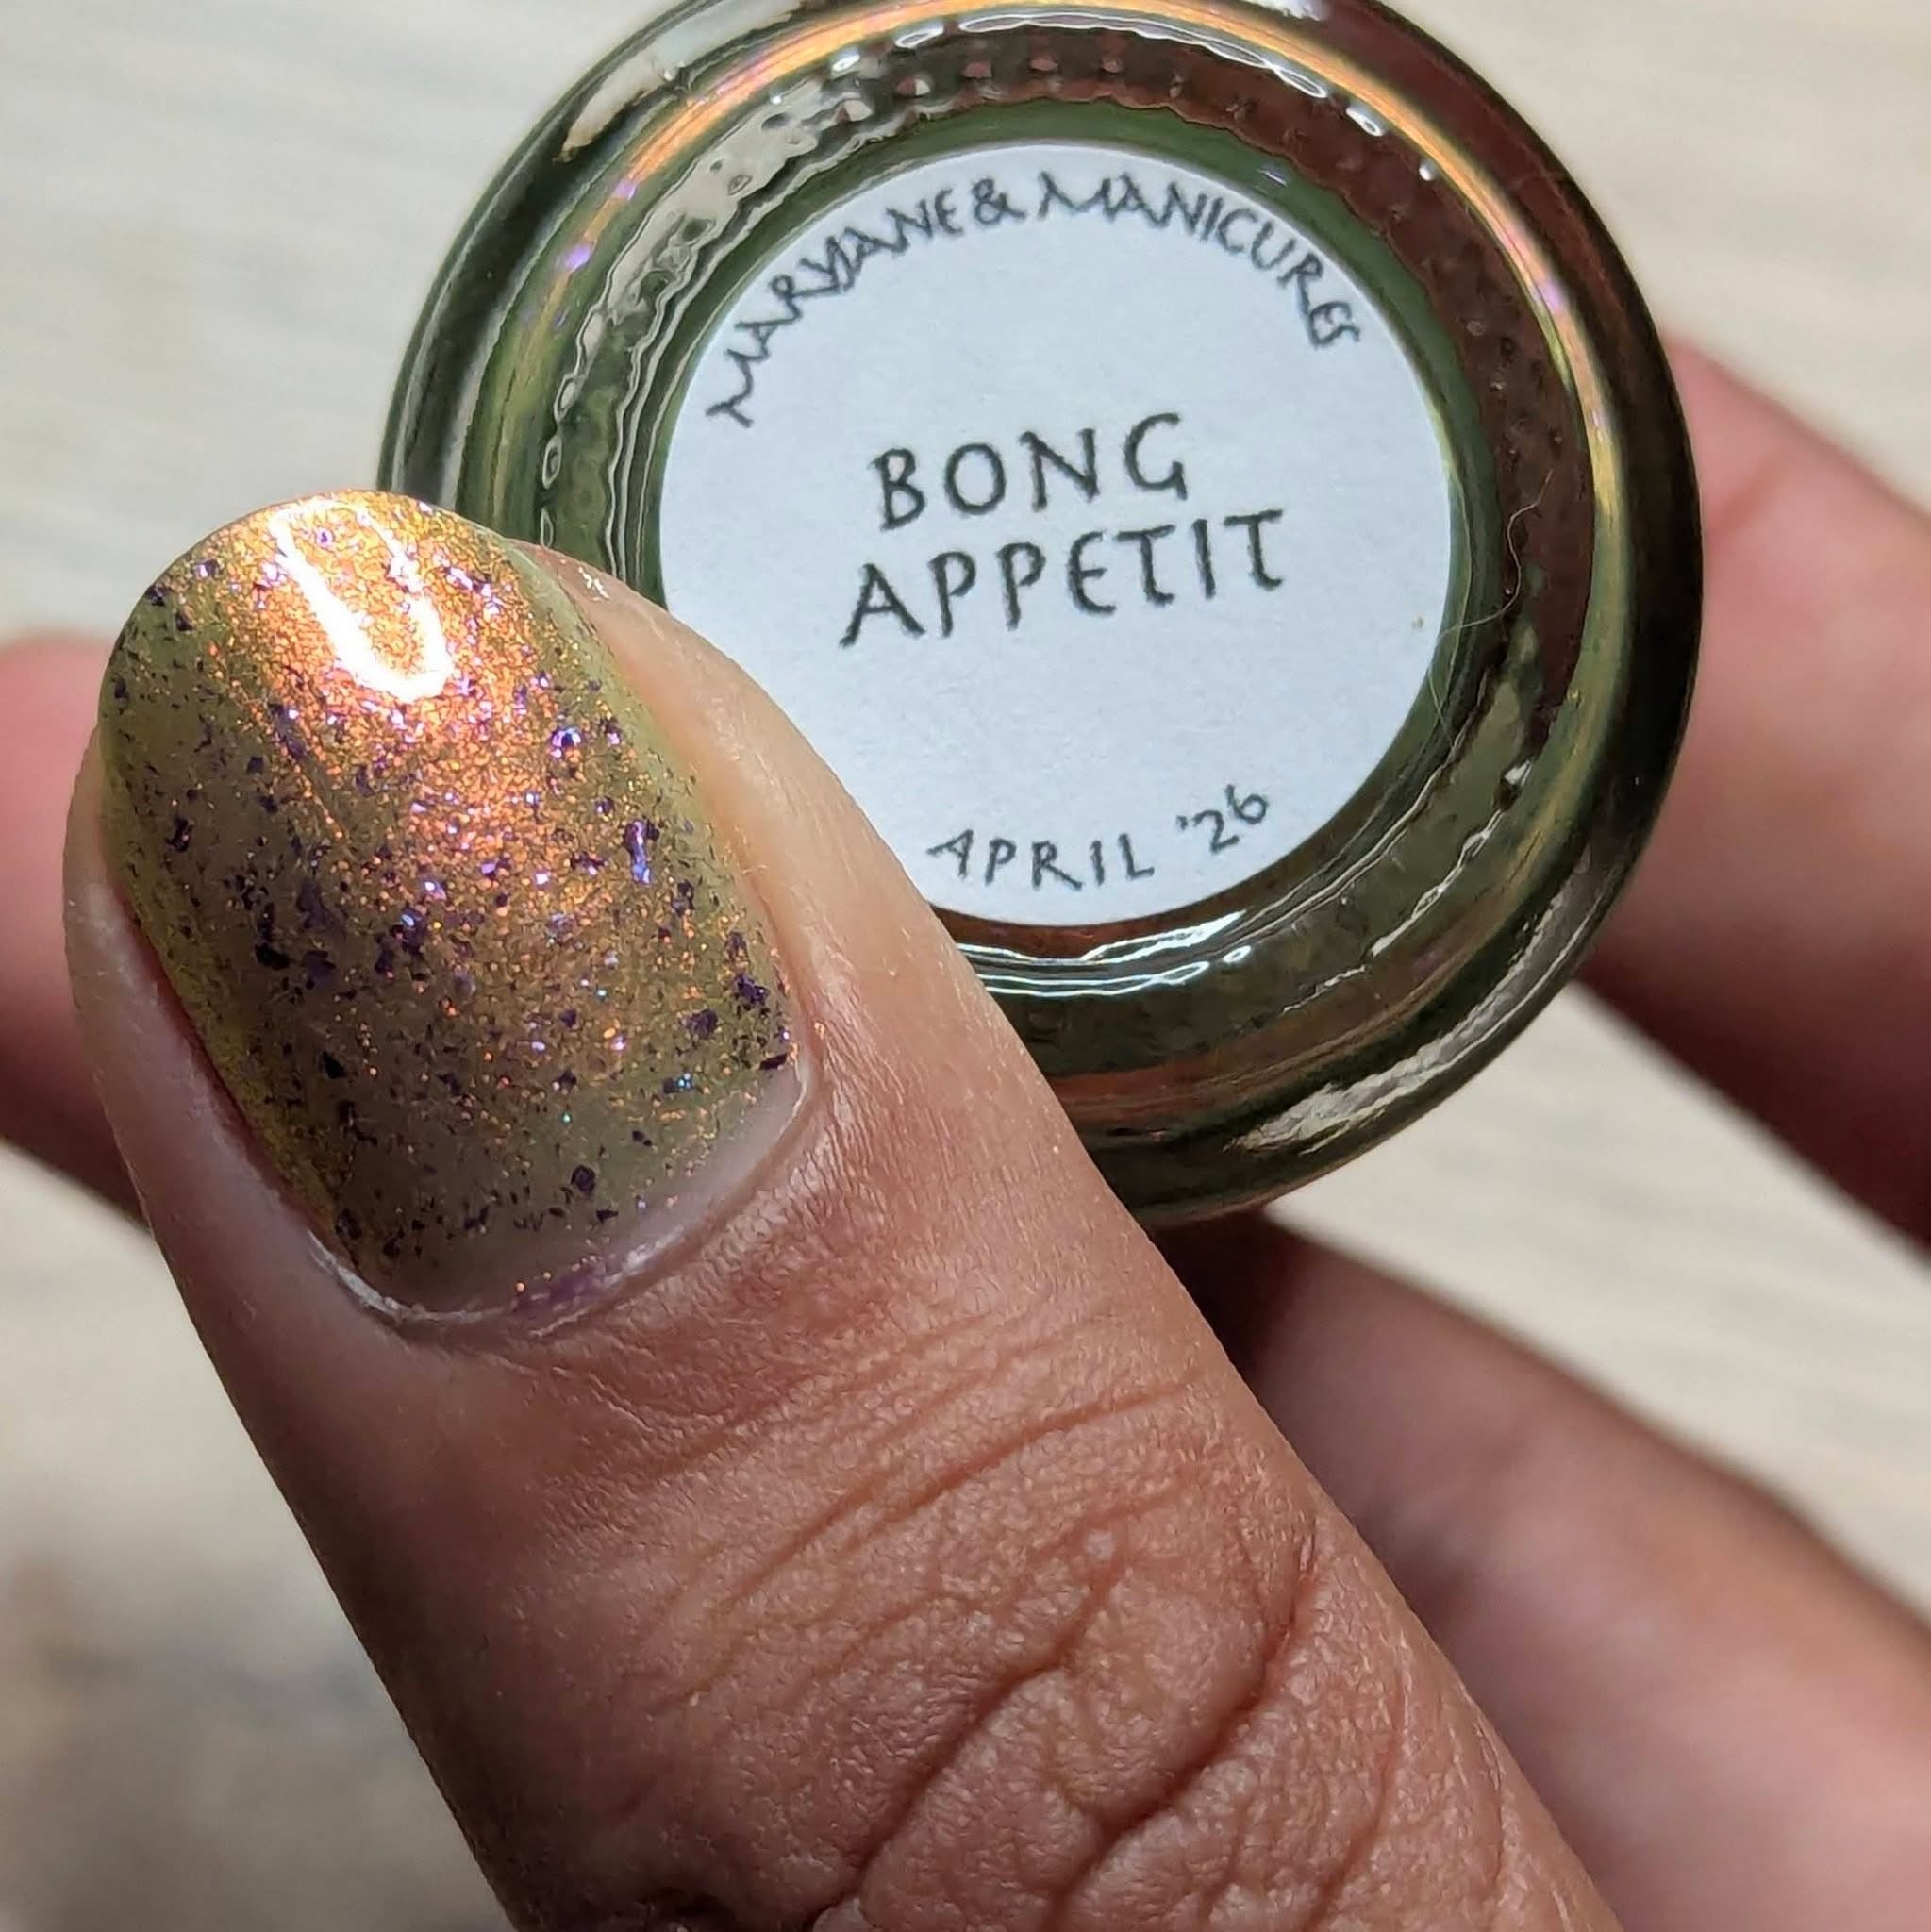 MARYJANE & MANICURES
BONG
APPETIT
APRIL '26